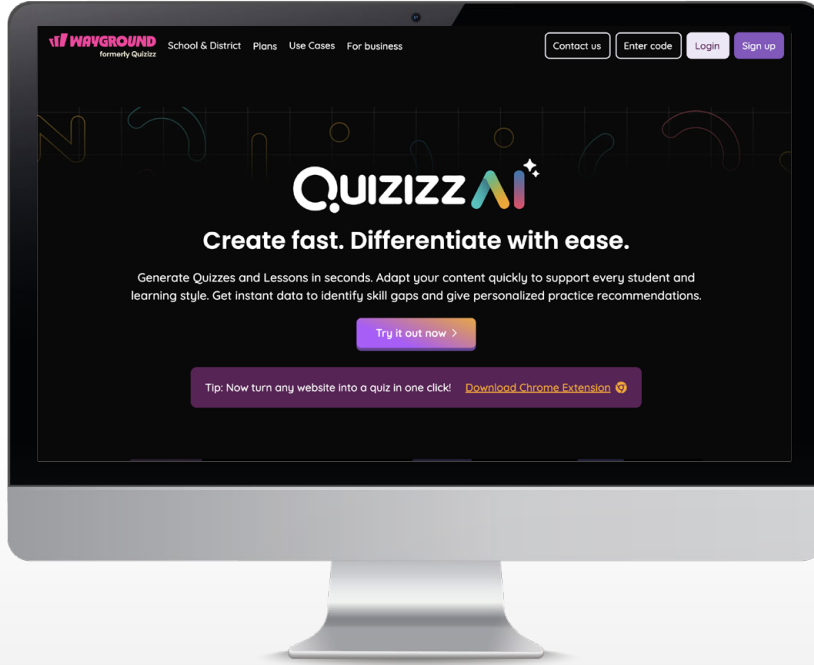 WAYGROUND
formerly Quizizz
School & District
Plans
Use Cases
For business
Contact us
Enter code
Login
Sign up
QUIZIZZ AI
Create fast. Differentiate with ease.
Generate Quizzes and Lessons in seconds. Adapt your content quickly to support every student and
learning style. Get instant data to identify skill gaps and give personalized practice recommendations.
Try it out now >
Tip: Now turn any website into a quiz in one click! Download Chrome Extension